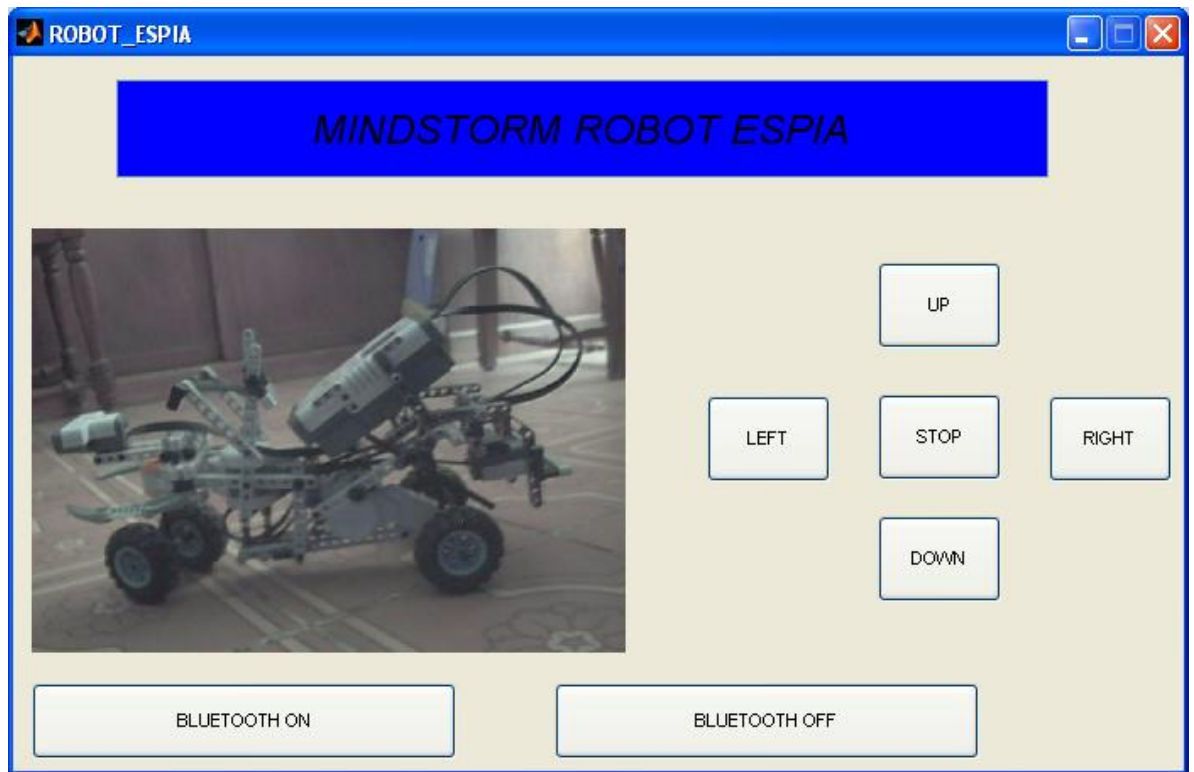 ROBOT_ESPIA
MINDSTORM ROBOT ESPIA
UP
LEFT
STOP
RIGHT
DOWN
BLUETOOTH ON
BLUETOOTH OFF